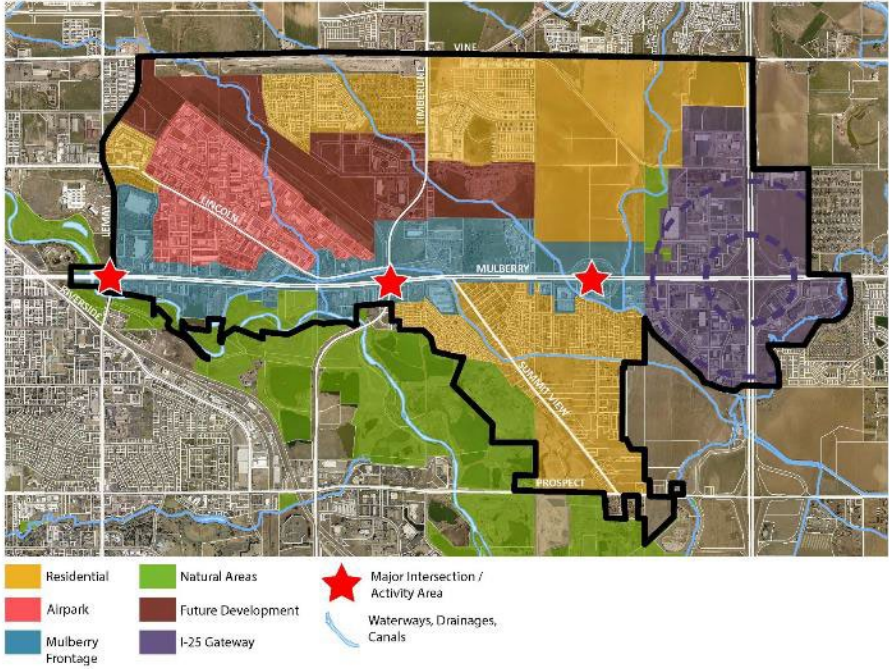 VINE
TIMBERLINE
LEMAY
LINCOLN
MULBERRY
RIVERSIDE
SUMMIT VIEW
PROSPECT
Residential
Natural Areas
Major Intersection /
Activity Area
Airpark
Future Development
Waterways, Drainages,
Canals
Mulberry
Frontage
I-25 Gateway